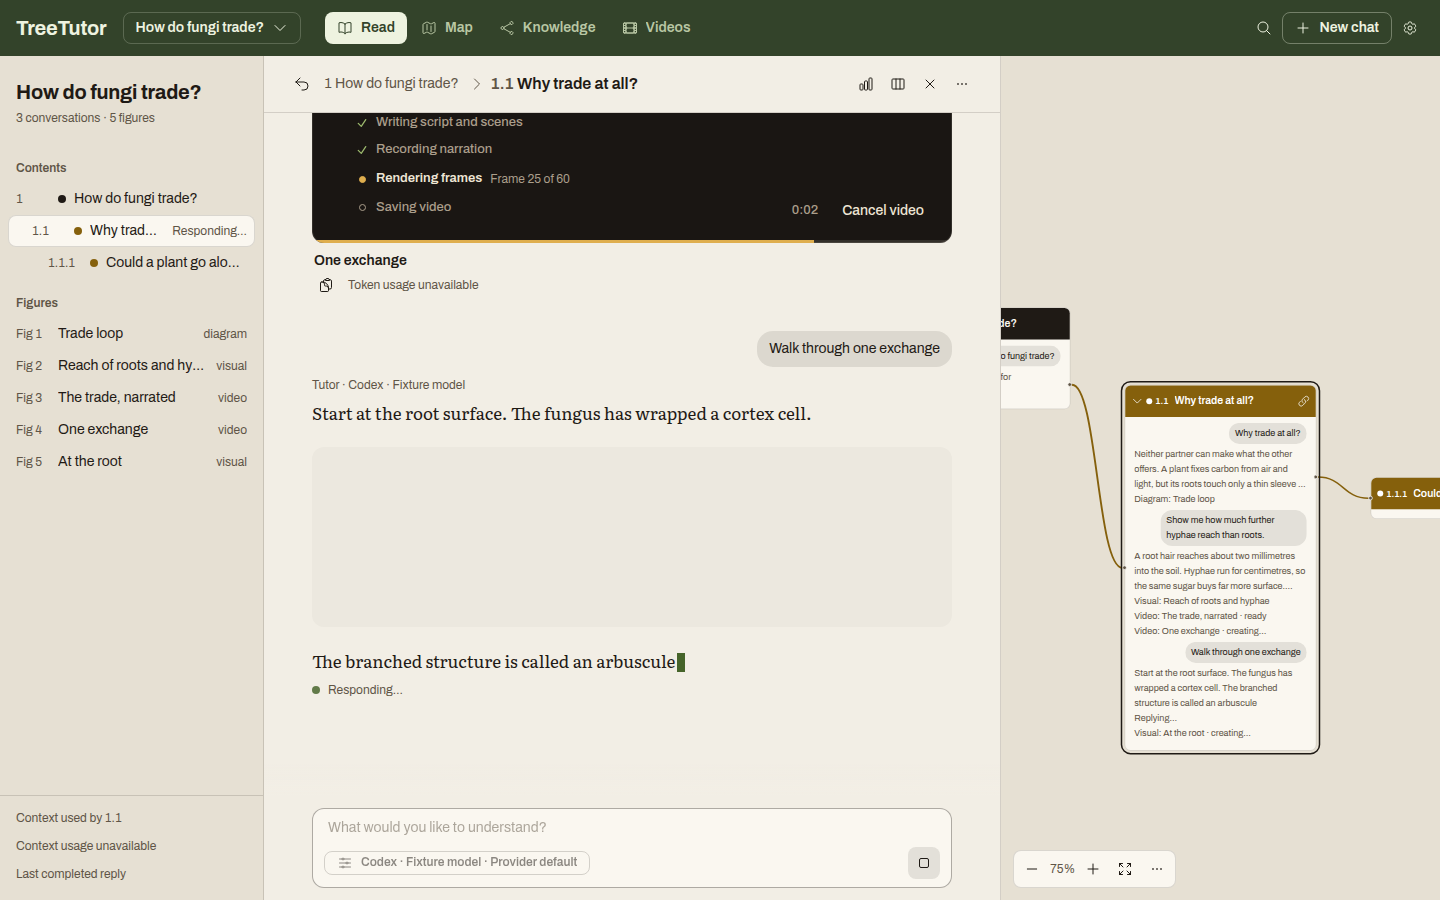 TreeTutor
How do fungi trade?
Read
Map
Knowledge
Videos
New chat
How do fungi trade?
3 conversations · 5 figures
Contents
1 How do fungi trade?
1.1 Why trad... Responding...
1.1.1 Could a plant go alo...
Figures
Fig 1 Trade loop diagram
Fig 2 Reach of roots and hy... visual
Fig 3 The trade, narrated video
Fig 4 One exchange video
Fig 5 At the root visual
Context used by 1.1
Context usage unavailable
Last completed reply
1 How do fungi trade? 1.1 Why trade at all?
Writing script and scenes
Recording narration
Rendering frames Frame 25 of 60
Saving video
0:02 Cancel video
One exchange
Token usage unavailable
Walk through one exchange
Tutor · Codex · Fixture model
Start at the root surface. The fungus has wrapped a cortex cell.
The branched structure is called an arbuscule
Responding...
What would you like to understand?
Codex · Fixture model · Provider default
de?
o fungi trade?
for
1.1 Why trade at all?
Why trade at all?
Neither partner can make what the other
offers. A plant fixes carbon from air and
light, but its roots touch only a thin sleeve ...
Diagram: Trade loop
Show me how much further
hyphae reach than roots.
A root hair reaches about two millimetres
into the soil. Hyphae run for centimetres, so
the same sugar buys far more surface....
Visual: Reach of roots and hyphae
Video: The trade, narrated · ready
Video: One exchange · creating...
Walk through one exchange
Start at the root surface. The fungus has
wrapped a cortex cell. The branched
structure is called an arbuscule
Replying...
Visual: At the root · creating...
1.1.1 Could
75%